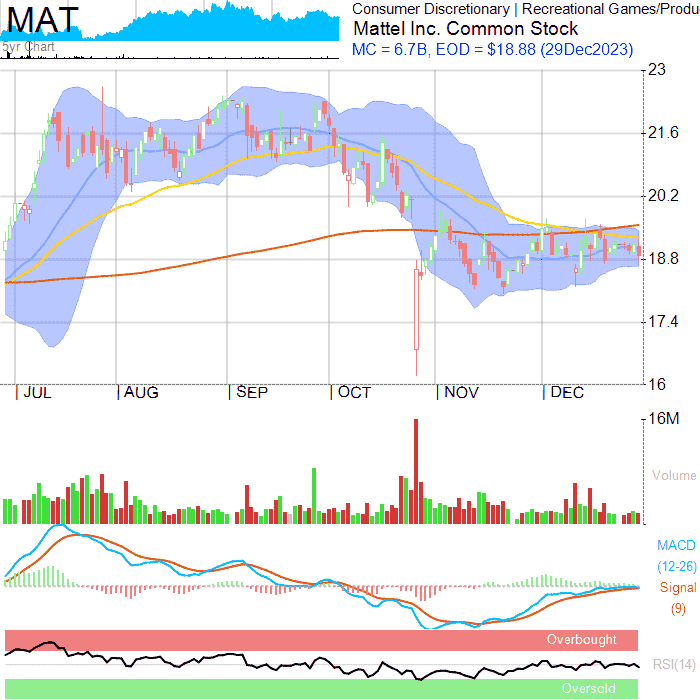 MAT
5yr Chart
Consumer Discretionary | Recreational Games/Produ
Mattel Inc. Common Stock
MC = 6.7B, EOD = $18.88 (29Dec2023)
23
21.6
20.2
18.8
17.4
16
JUL AUG SEP OCT NOV DEC
16M
Volume
MACD
(12-26)
Signal
(9)
Overbought
RSI(14)
Oversold